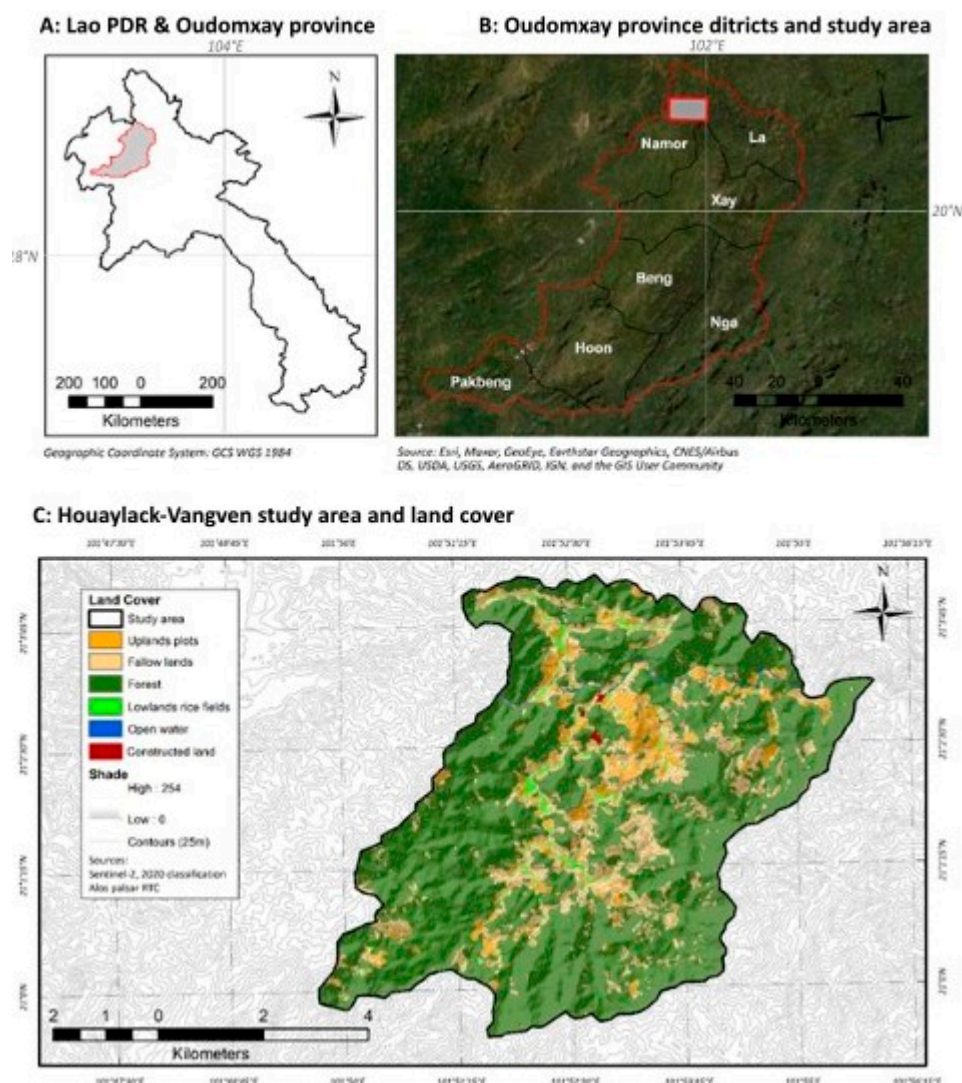 A: Lao PDR & Oudomxay province
104°E
N
200 100 0 200
Kilometers
Geographic Coordinate System: GCS WGS 1984
B: Oudomxay province ditricts and study area
102°E
N
Namor
La
Xay
20°N
Beng
Nga
Hoon
Pakbeng
40 20 0 40
Kilometers
Source: Esri, Maxar, GeoEye, Earthstar Geographics, CNES/Airbus
DS, USDA, USGS, AeroGRID, IGN, and the GIS User Community
C: Houaylack-Vangven study area and land cover
N
Land Cover
Study area
Uplands plots
Fallow lands
Forest
Lowlands rice fields
Open water
Constructed land
Shade
High : 254
Low : 0
Contours (25m)
Sources:
Sentinel-2, 2020 classification
Alos palsar RTC
2 1 0 2 4
Kilometers